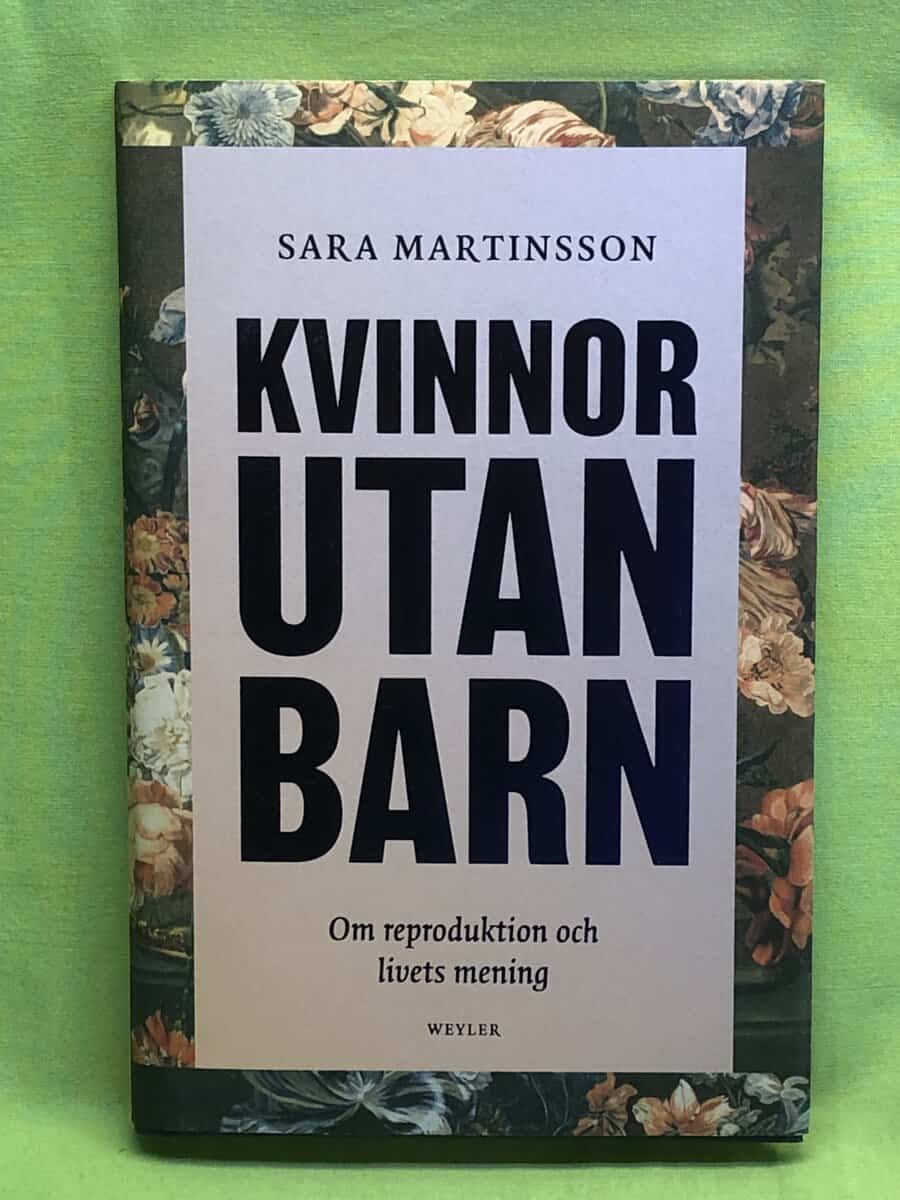 SARA MARTINSSON
KVINNOR
UTAN
BARN
Om reproduktion och
livets mening
WEYLER